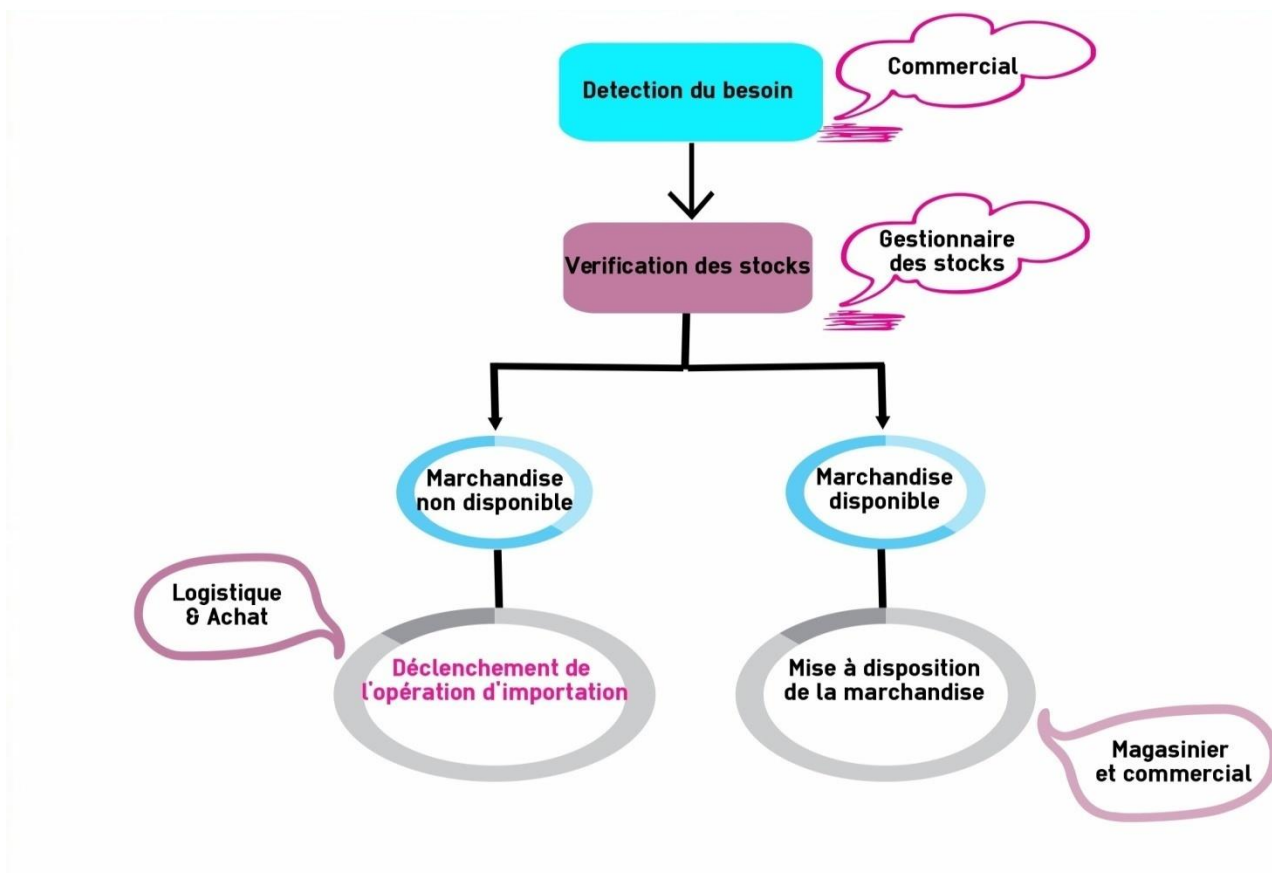 Detection du besoin
Commercial
Verification des stocks
Gestionnaire
des stocks
Marchandise
non disponible
Marchandise
disponible
Logistique
& Achat
Déclenchement de
l'opération d'importation
Mise à disposition
de la marchandise
Magasinier
et commercial